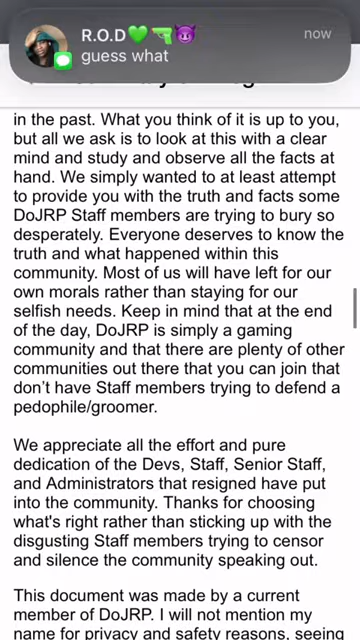 R.O.D💚🔫😈
now
guess what
in the past. What you think of it is up to you,
but all we ask is to look at this with a clear
mind and study and observe all the facts at
hand. We simply wanted to at least attempt
to provide you with the truth and facts some
DoJRP Staff members are trying to bury so
desperately. Everyone deserves to know the
truth and what happened within this
community. Most of us will have left for our
own morals rather than staying for our
selfish needs. Keep in mind that at the end
of the day, DoJRP is simply a gaming
community and that there are plenty of other
communities out there that you can join that
don’t have Staff members trying to defend a
pedophile/groomer.
We appreciate all the effort and pure
dedication of the Devs, Staff, Senior Staff,
and Administrators that resigned have put
into the community. Thanks for choosing
what's right rather than sticking up with the
disgusting Staff members trying to censor
and silence the community speaking out.
This document was made by a current
member of DoJRP. I will not mention my
name for privacy and safety reasons, seeing